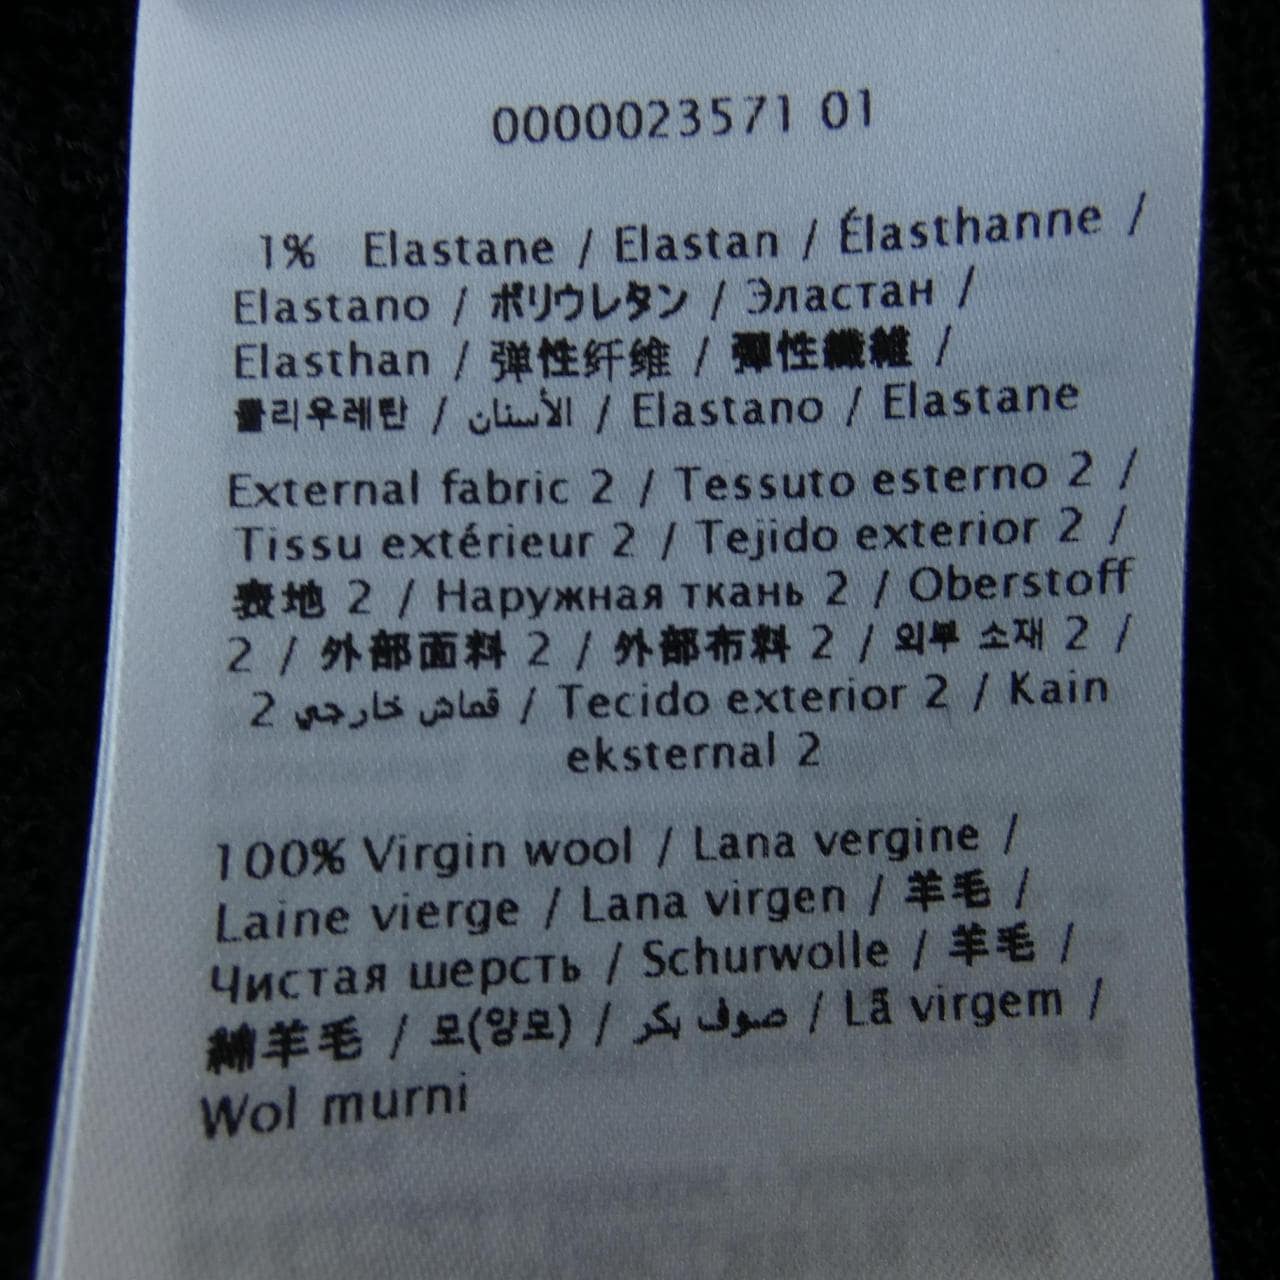 0000023571 01
1% Elastane / Elastan / Élasthanne /
Elastano / ポリウレタン / Эластан /
Elasthan / 弹性纤维 / 彈性纖維 /
폴리우레탄 / الأستان / Elastano / Elastane
External fabric 2 / Tessuto esterno 2 /
Tissu extérieur 2 / Tejido exterior 2 /
表地 2 / Наружная ткань 2 / Oberstoff
2 / 外部面料 2 / 外部布料 2 / 외부 소재 2 /
2 قماش خارجي / Tecido exterior 2 / Kain
eksternal 2
100% Virgin wool / Lana vergine /
Laine vierge / Lana virgen / 羊毛 /
Чистая шерсть / Schurwolle / 羊毛 /
綿羊毛 / 모(양모) / صوف بكر / Lã virgem /
Wol murni